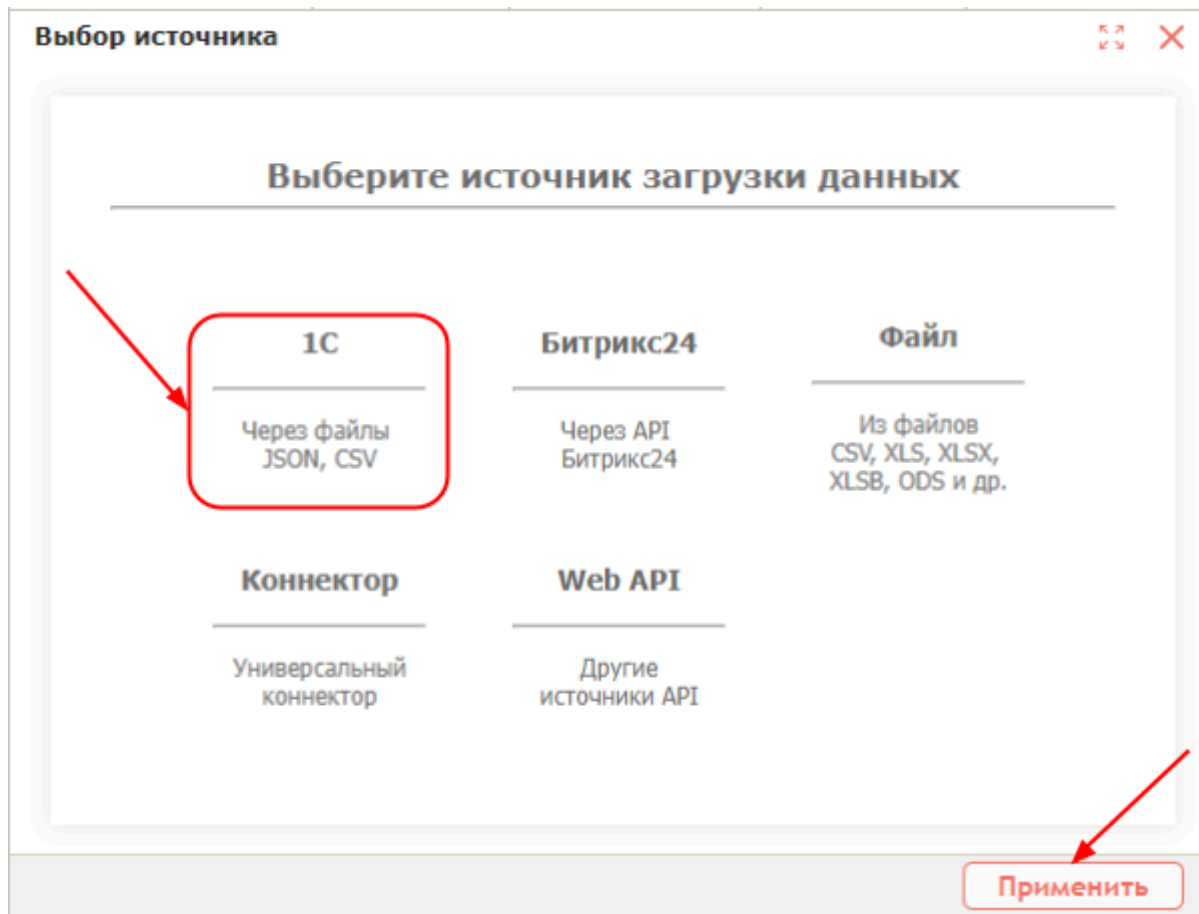 Выбор источника
Выберите источник загрузки данных
1С
Через файлы
JSON, CSV
Битрикс24
Через API
Битрикс24
Файл
Из файлов
CSV, XLS, XLSX,
XLSB, ODS и др.
Коннектор
Универсальный
коннектор
Web API
Другие
источники API
Применить